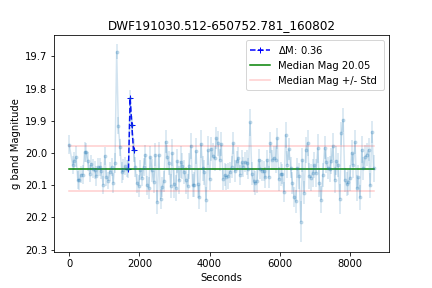 DWF191030.512-650752.781_160802
ΔM: 0.36
Median Mag 20.05
Median Mag +/- Std
g band Magnitude
19.7
19.8
19.9
20.0
20.1
20.2
20.3
0
2000
4000
6000
8000
Seconds